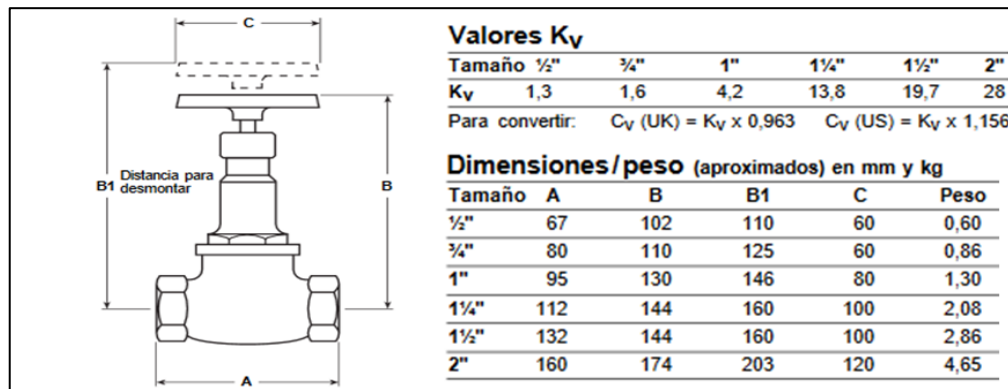 C
B1
Distancia para
desmontar
B
A
Valores Kv
Tamaño ½" ¾" 1" 1¼" 1½" 2"
Kv 1,3 1,6 4,2 13,8 19,7 28
Para convertir: Cv (UK) = Kv x 0,963 Cv (US) = Kv x 1,156
Dimensiones/peso (aproximados) en mm y kg
Tamaño A B B1 C Peso
½" 67 102 110 60 0,60
¾" 80 110 125 60 0,86
1" 95 130 146 80 1,30
1¼" 112 144 160 100 2,08
1½" 132 144 160 100 2,86
2" 160 174 203 120 4,65